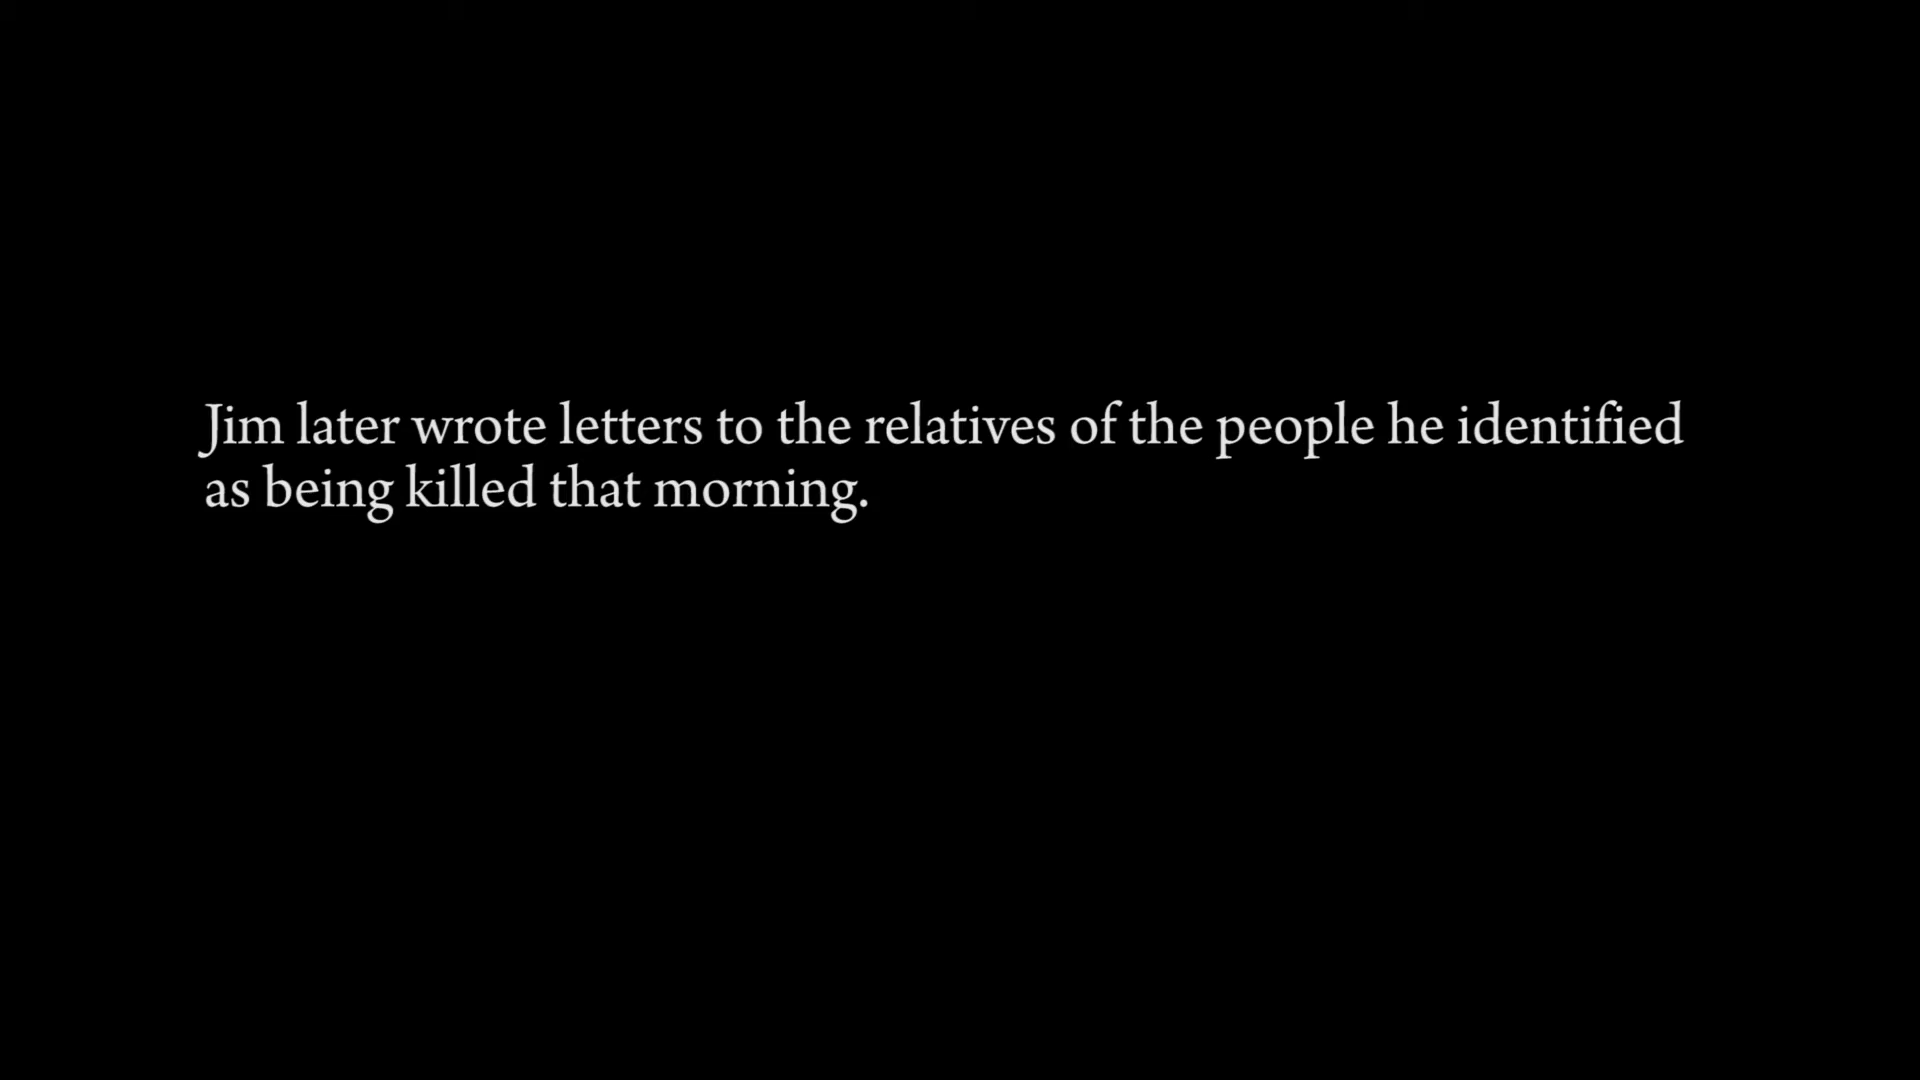 Jim later wrote letters to the relatives of the people he identified
as being killed that morning.